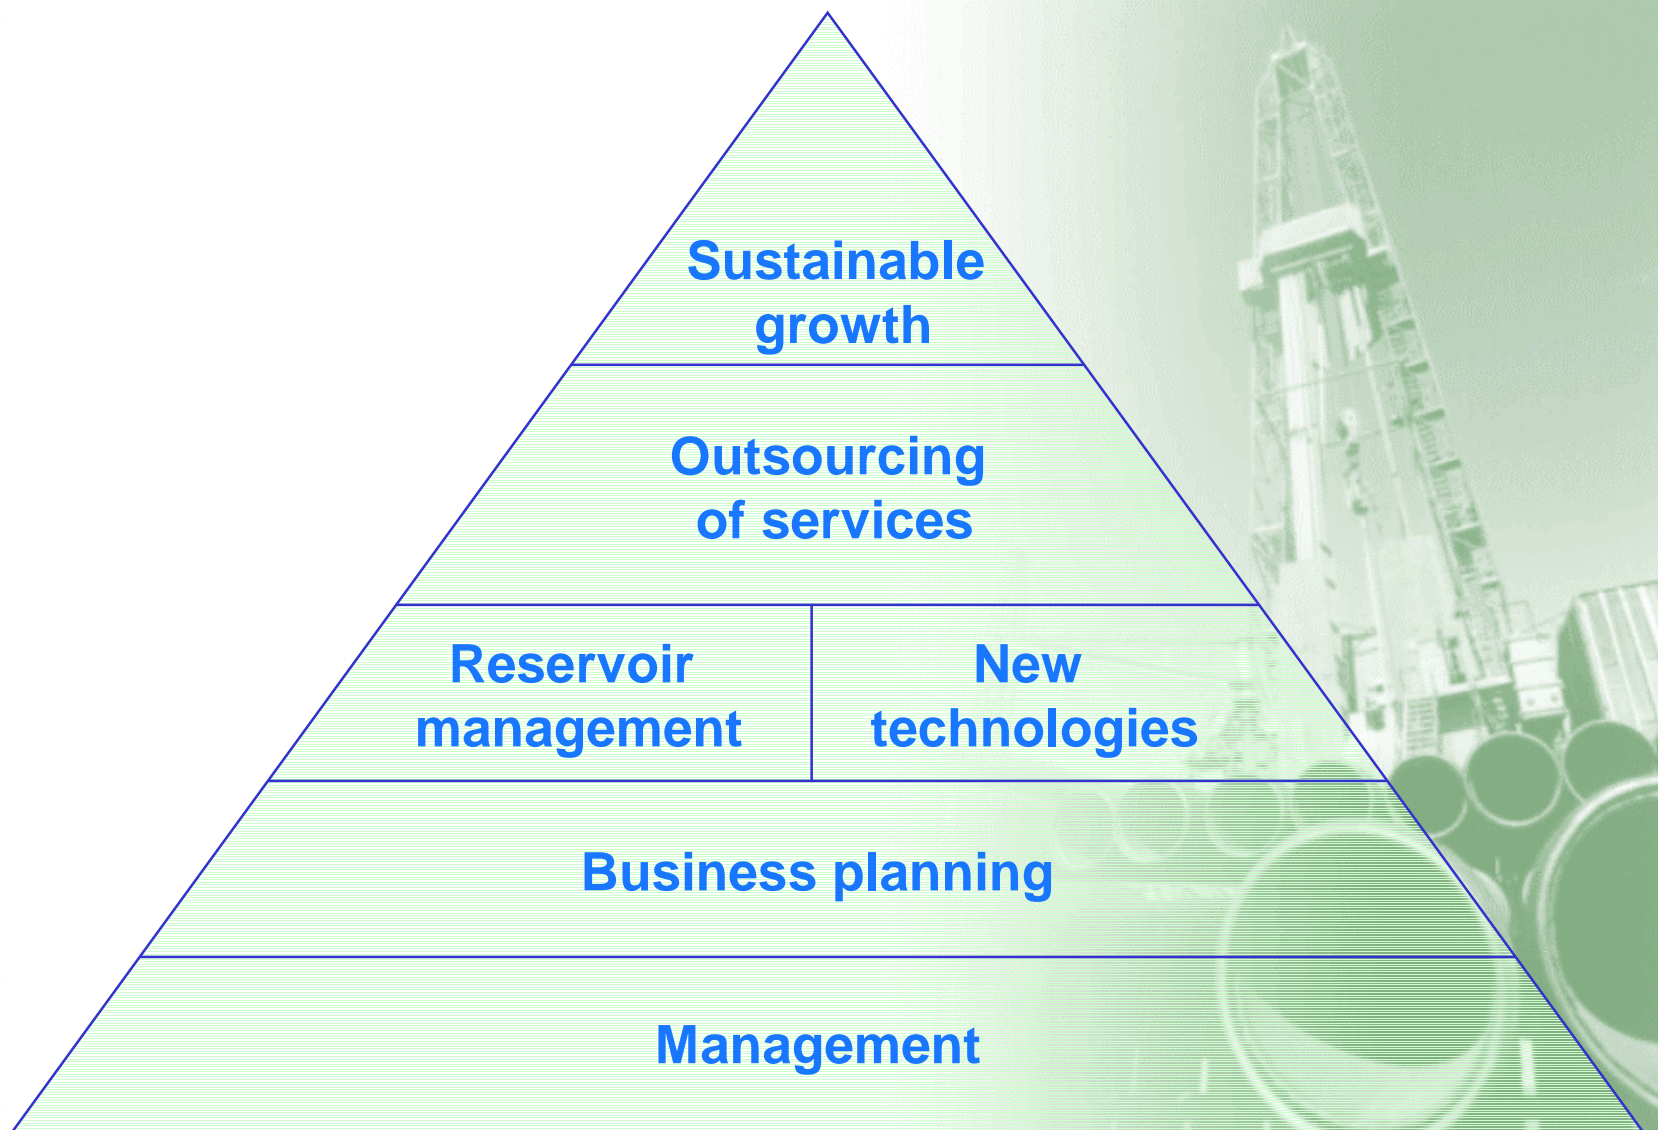 Sustainable
growth
Outsourcing
of services
Reservoir
management
New
technologies
Business planning
Management